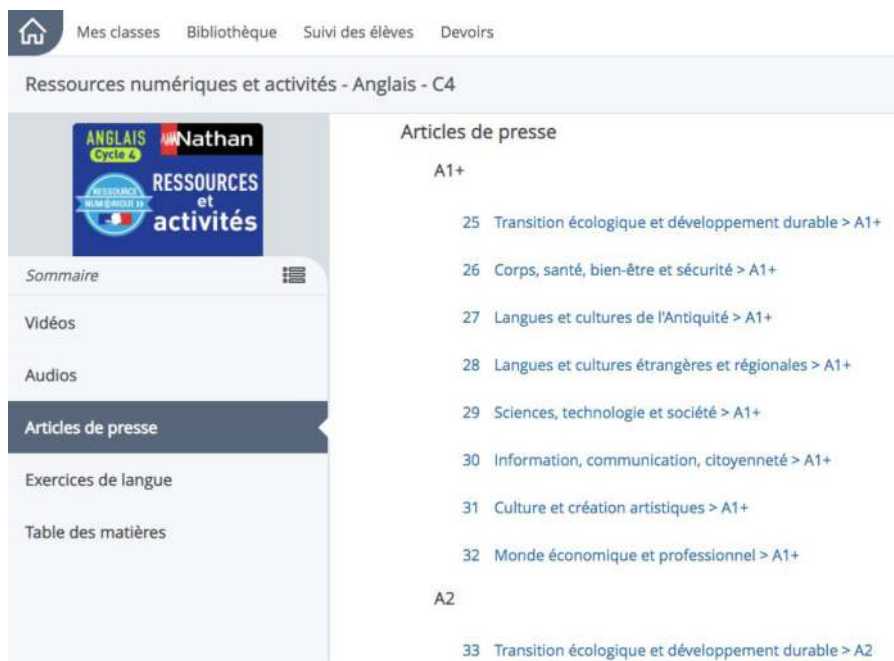 Mes classes Bibliothèque Suivi des élèves Devoirs
Ressources numériques et activités - Anglais - C4
ANGLAIS Nathan
Cycle 4
RESSOURCE
NUMÉRIQUE
RESSOURCES
et
activités
Sommaire
Vidéos
Audios
Articles de presse
Exercices de langue
Table des matières
Articles de presse
A1+
25 Transition écologique et développement durable > A1+
26 Corps, santé, bien-être et sécurité > A1+
27 Langues et cultures de l'Antiquité > A1+
28 Langues et cultures étrangères et régionales > A1+
29 Sciences, technologie et société > A1+
30 Information, communication, citoyenneté > A1+
31 Culture et création artistiques > A1+
32 Monde économique et professionnel > A1+
A2
33 Transition écologique et développement durable > A2